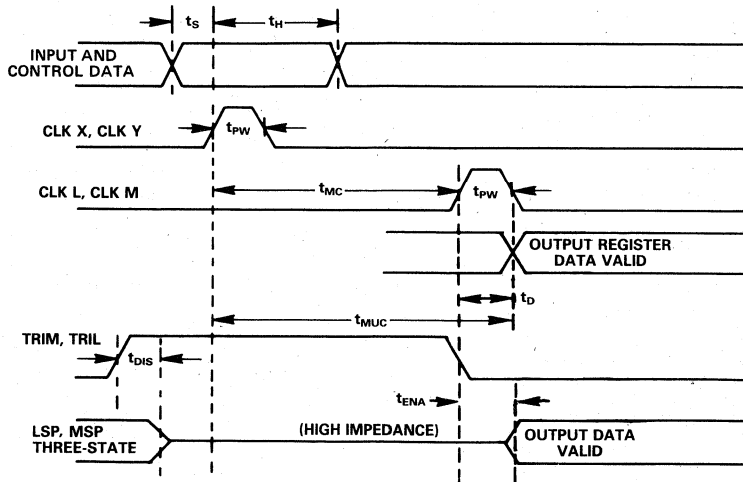 tS
tH
INPUT AND
CONTROL DATA
CLK X, CLK Y
tPW
tMC
CLK L, CLK M
tPW
OUTPUT REGISTER
DATA VALID
tD
tMUC
TRIM, TRIL
tDIS
tENA
LSP, MSP
THREE-STATE
(HIGH IMPEDANCE)
OUTPUT DATA
VALID